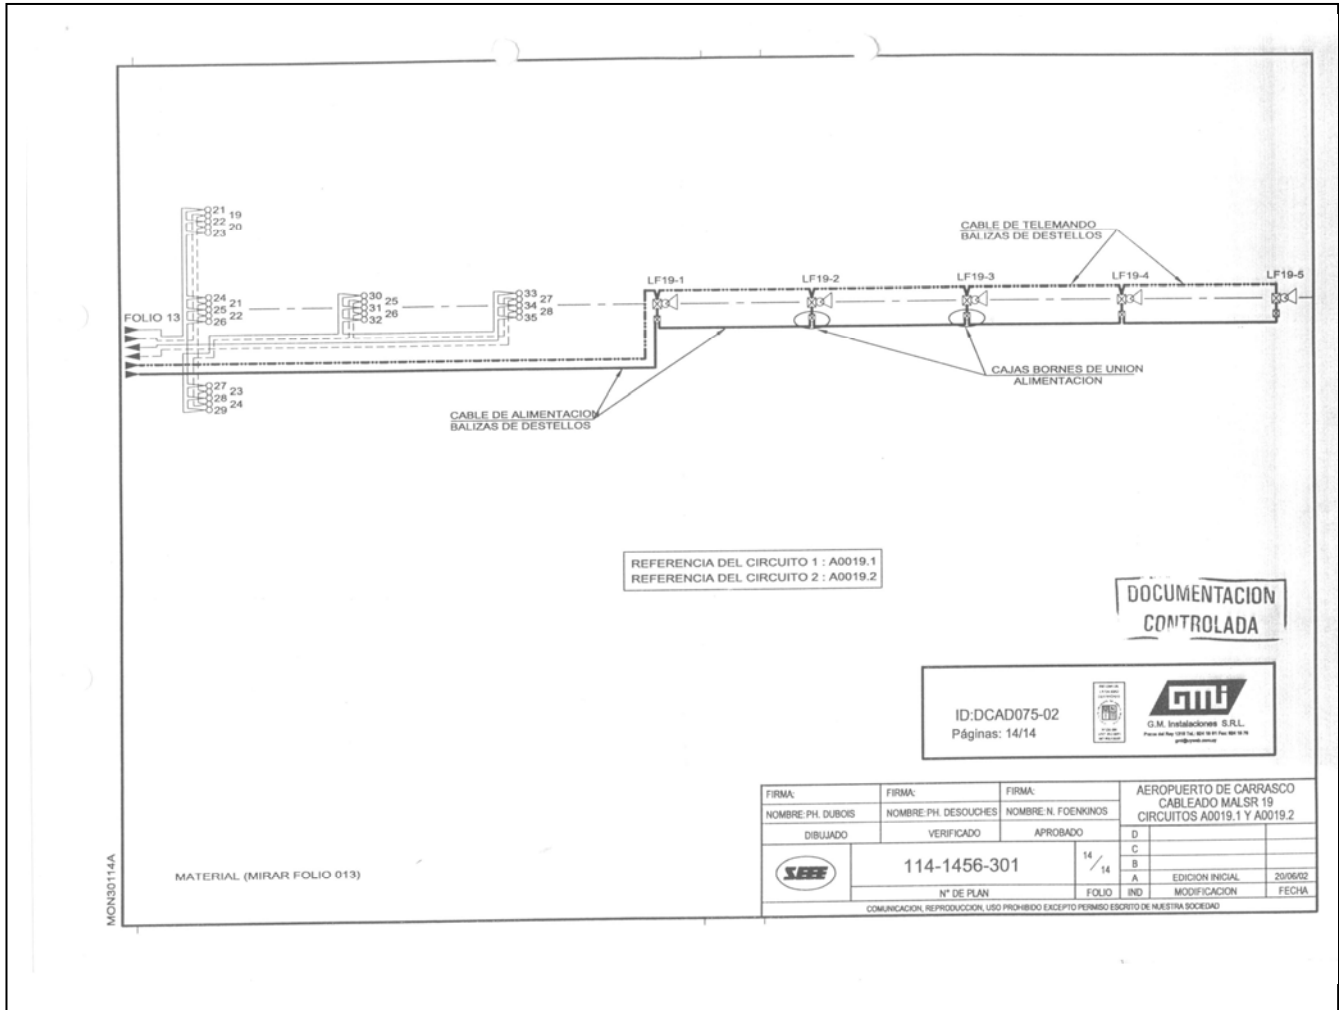 21
19
22
20
23
24
21
25
22
26
FOLIO 13
30
25
31
26
32
33
27
34
28
35
27
23
28
24
29
LF19-1
LF19-2
LF19-3
LF19-4
LF19-5
CABLE DE TELEMANDO
BALIZAS DE DESTELLOS
CAJAS BORNES DE UNION
ALIMENTACION
CABLE DE ALIMENTACION
BALIZAS DE DESTELLOS
REFERENCIA DEL CIRCUITO 1 : A0019.1
REFERENCIA DEL CIRCUITO 2 : A0019.2
DOCUMENTACION
CONTROLADA
ID:DCAD075-02
Páginas: 14/14
GMI
G.M. Instalaciones S.R.L.
FIRMA: FIRMA: FIRMA:
NOMBRE: PH. DUBOIS NOMBRE: PH. DESOUCHES NOMBRE: N. FOENKINOS
DIBUJADO VERIFICADO APROBADO
AEROPUERTO DE CARRASCO
CABLEADO MALSR 19
CIRCUITOS A0019.1 Y A0019.2
D
C
B
A EDICION INICIAL 20/06/02
IND MODIFICACION FECHA
SEEE
114-1456-301
14/14
N° DE PLAN FOLIO
COMUNICACION, REPRODUCCION, USO PROHIBIDO EXCEPTO PERMISO ESCRITO DE NUESTRA SOCIEDAD
MATERIAL (MIRAR FOLIO 013)
MON30114A